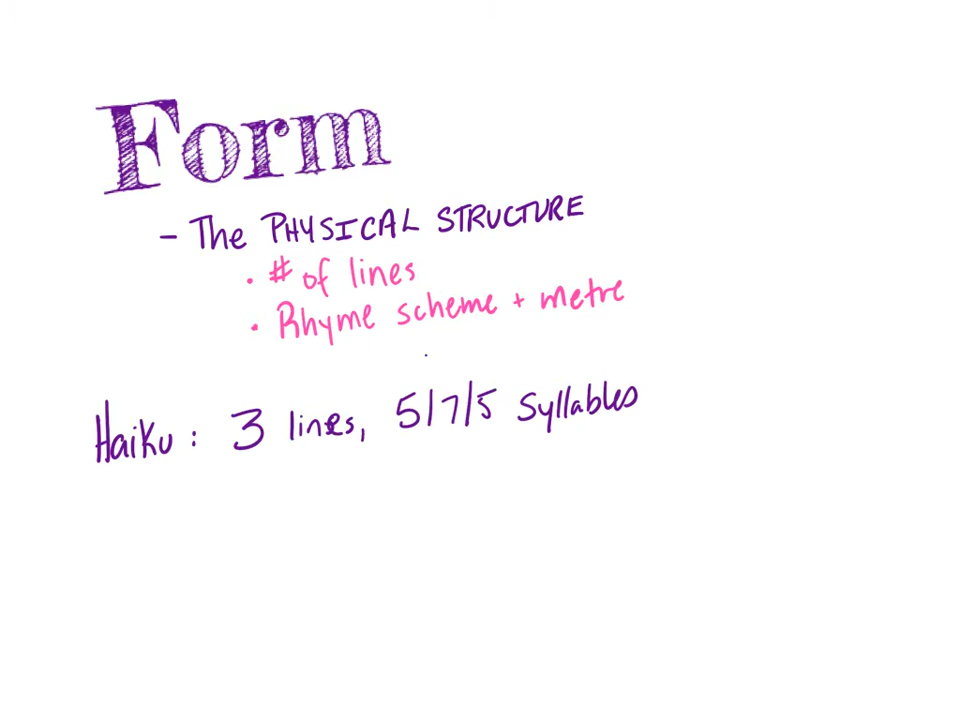 Form
- The PHYSICAL STRUCTURE
• # of lines
• Rhyme scheme + metre
Haiku: 3 lines, 5/7/5 Syllables